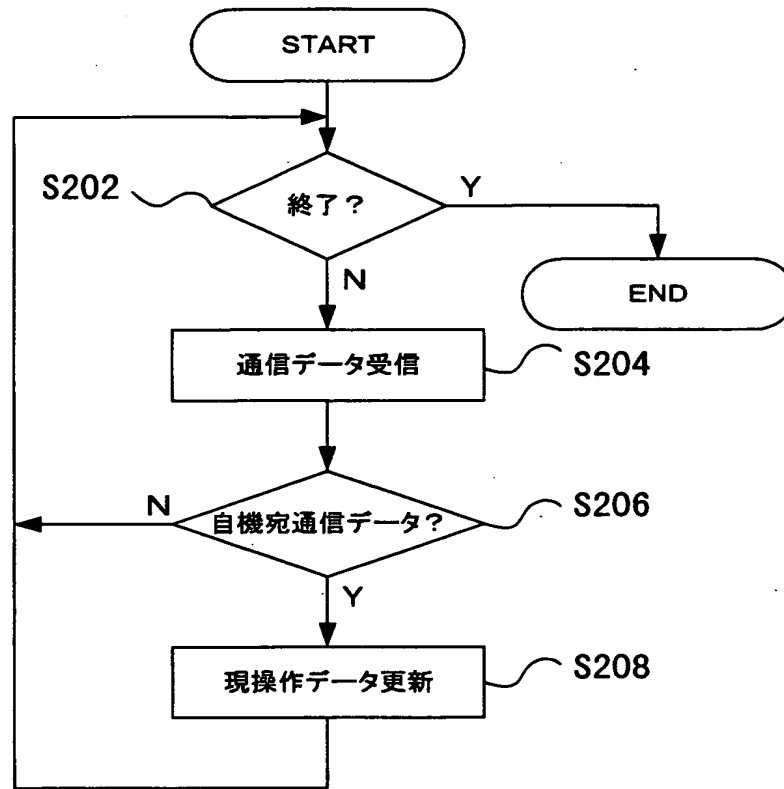 START
S202
終了?
Y
N
END
通信データ受信
S204
N
自機宛通信データ?
S206
Y
現操作データ更新
S208